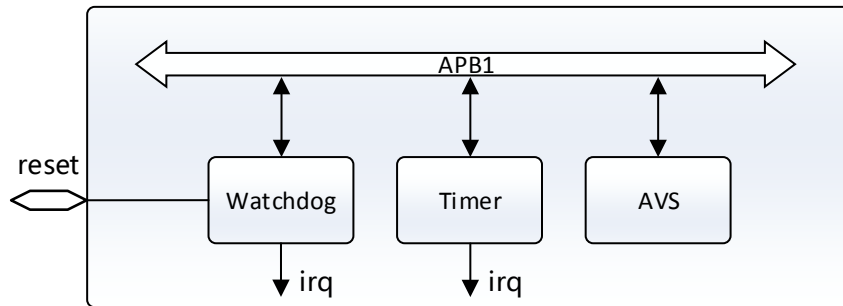 APB1
reset
Watchdog
Timer
AVS
irq
irq